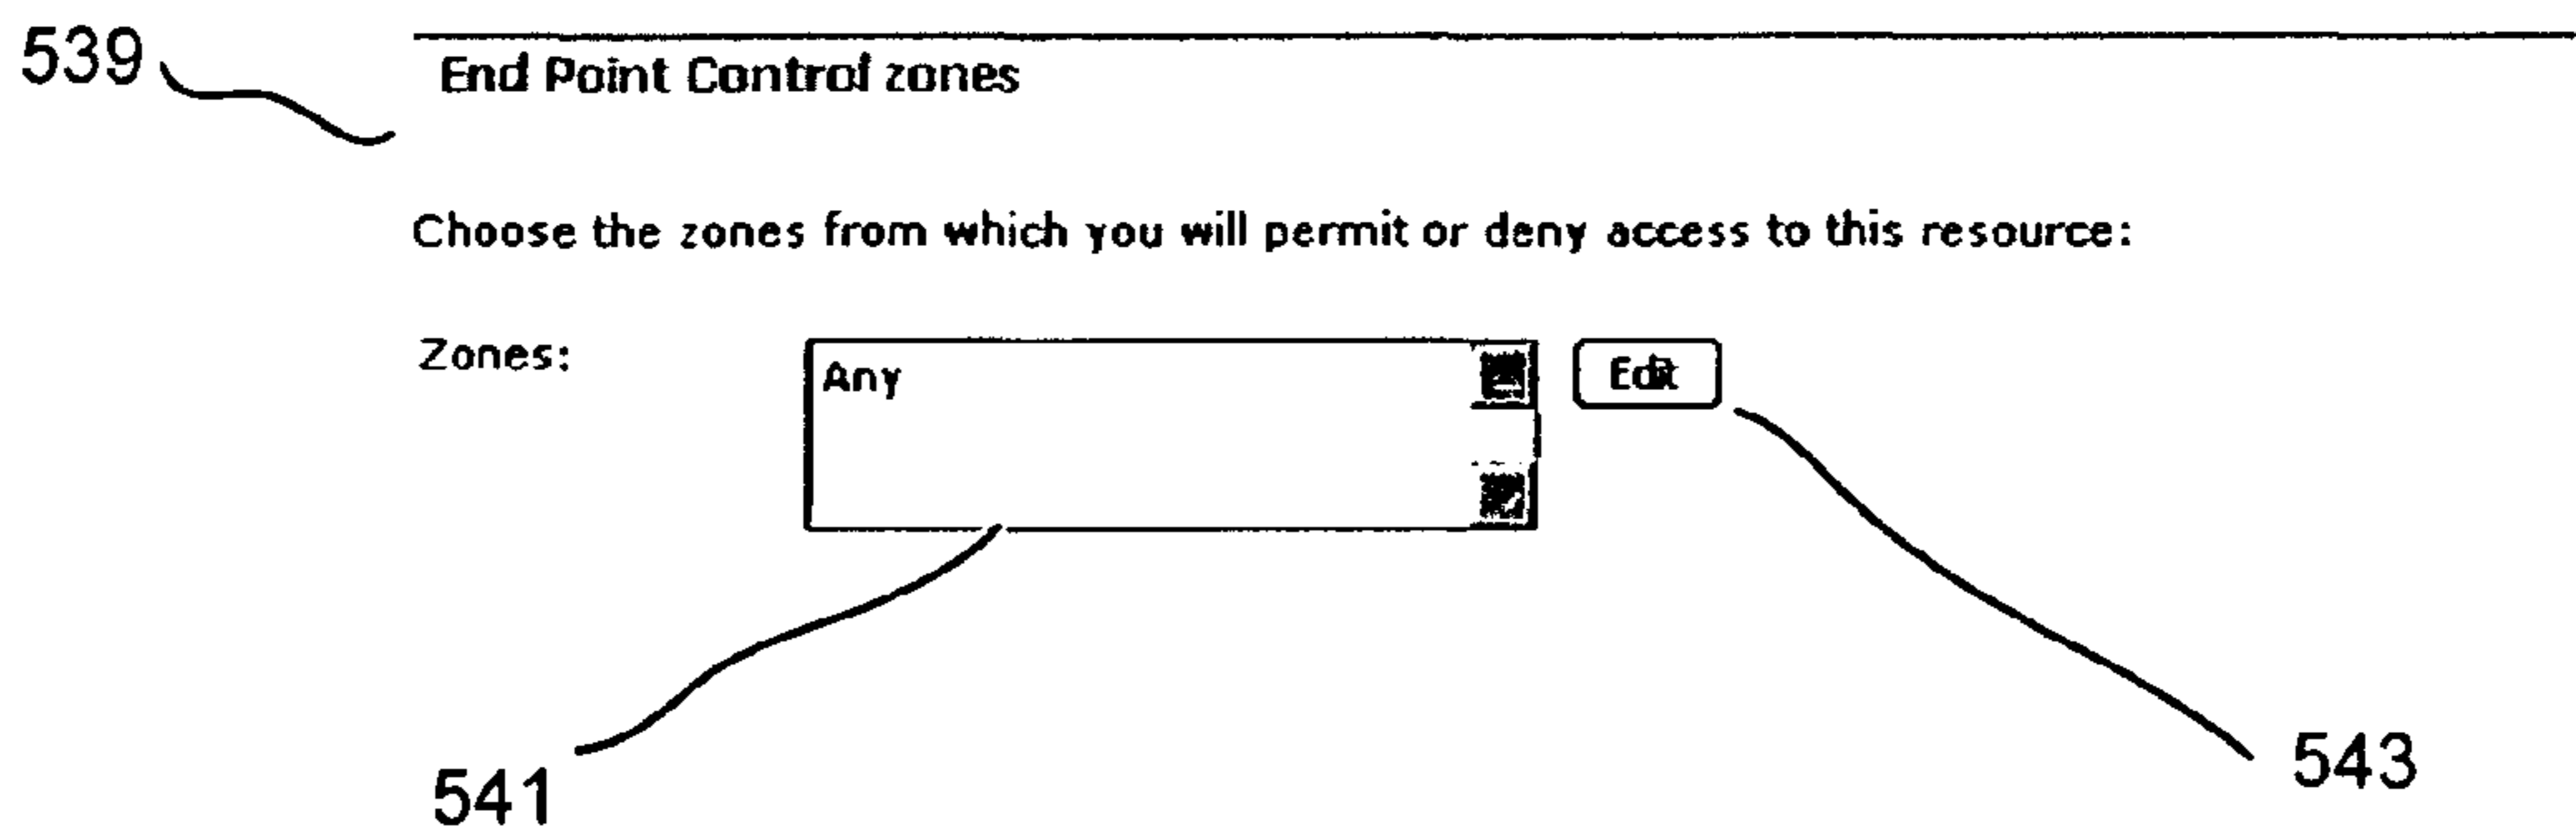 539
End Point Control zones
Choose the zones from which you will permit or deny access to this resource:
Zones:
Any
Edit
541
543